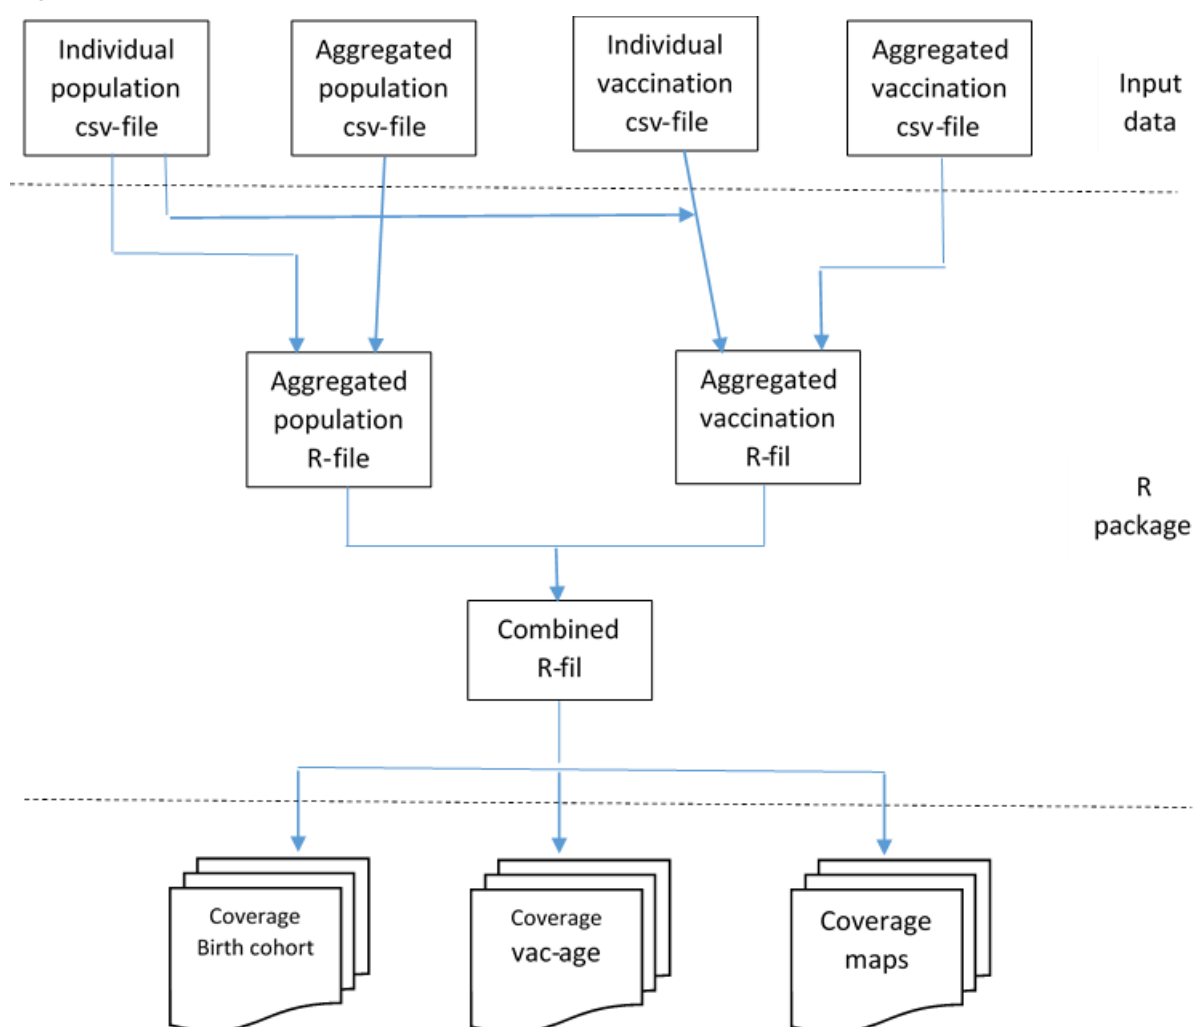 Individual
population
csv-file
Aggregated
population
csv-file
Individual
vaccination
csv-file
Aggregated
vaccination
csv-file
Input
data
Aggregated
population
R-file
Aggregated
vaccination
R-fil
R
package
Combined
R-fil
Coverage
Birth cohort
Coverage
vac-age
Coverage
maps